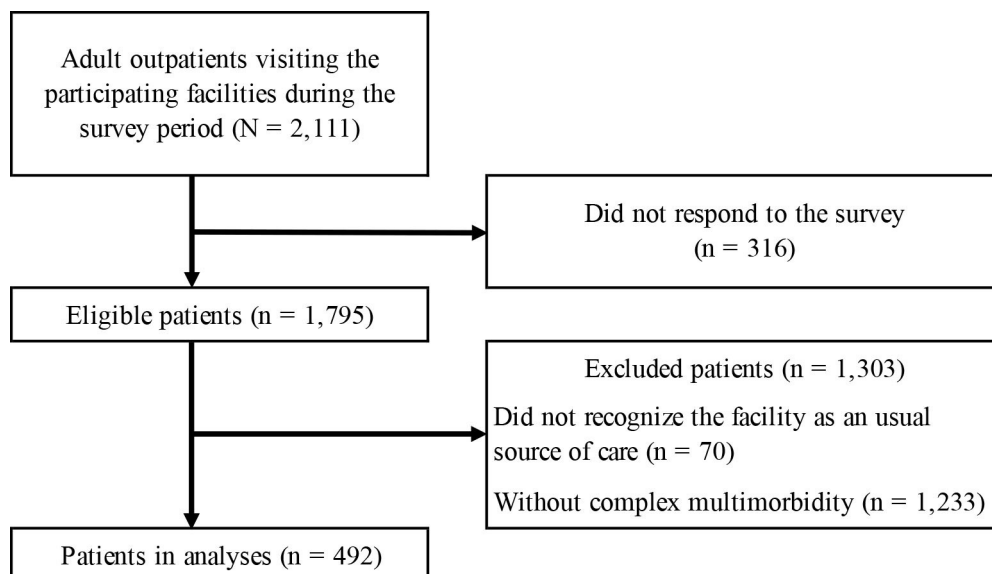 Adult outpatients visiting the
participating facilities during the
survey period (N = 2,111)
Did not respond to the survey
(n = 316)
Eligible patients (n = 1,795)
Excluded patients (n = 1,303)
Did not recognize the facility as an usual
source of care (n = 70)
Without complex multimorbidity (n = 1,233)
Patients in analyses (n = 492)